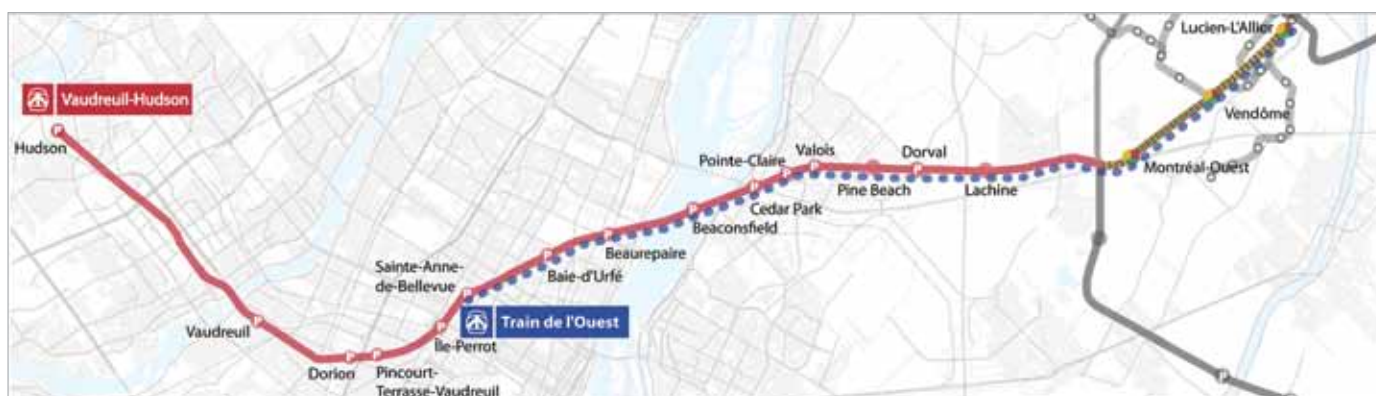 Vaudreuil-Hudson
Hudson
Vaudreuil
Dorion
Pincourt-
Terrasse-Vaudreuil
Île-Perrot
Sainte-Anne-
de-Bellevue
Train de l'Ouest
Baie-d'Urfé
Beaurepaire
Beaconsfield
Cedar Park
Pointe-Claire
Valois
Pine Beach
Dorval
Lachine
Montréal-Ouest
Vendôme
Lucien-L'Allier